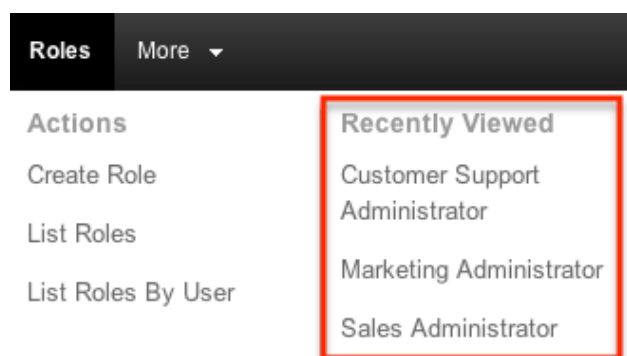 Roles More
Actions
Create Role
List Roles
List Roles By User
Recently Viewed
Customer Support
Administrator
Marketing Administrator
Sales Administrator